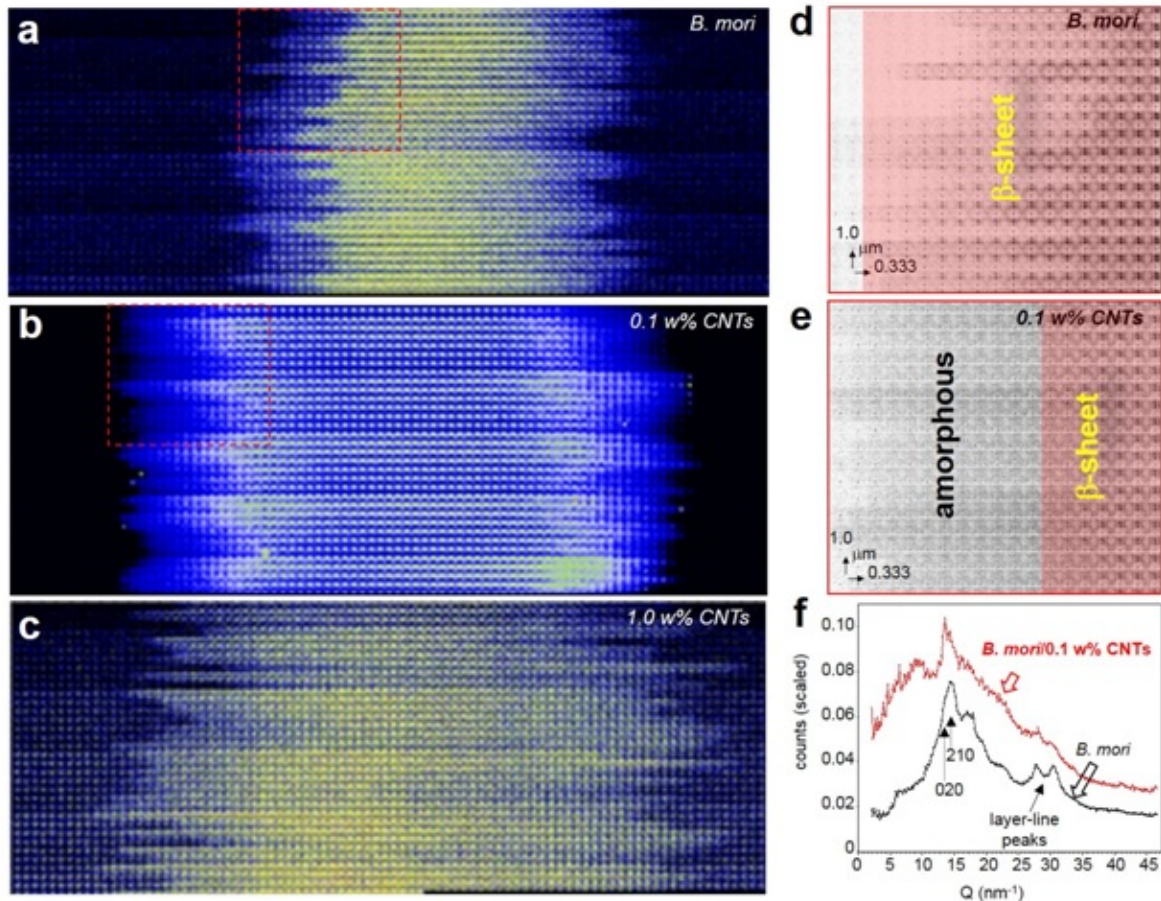 a
B. mori
b
0.1 w% CNTs
c
1.0 w% CNTs
d
B. mori
β-sheet
1.0
μm
0.333
e
0.1 w% CNTs
amorphous
β-sheet
1.0
μm
0.333
f
0.10
0.08
0.06
0.04
0.02
counts (scaled)
B. mori/0.1 w% CNTs
B. mori
210
020
layer-line
peaks
0 5 10 15 20 25 30 35 40 45
Q (nm⁻¹)